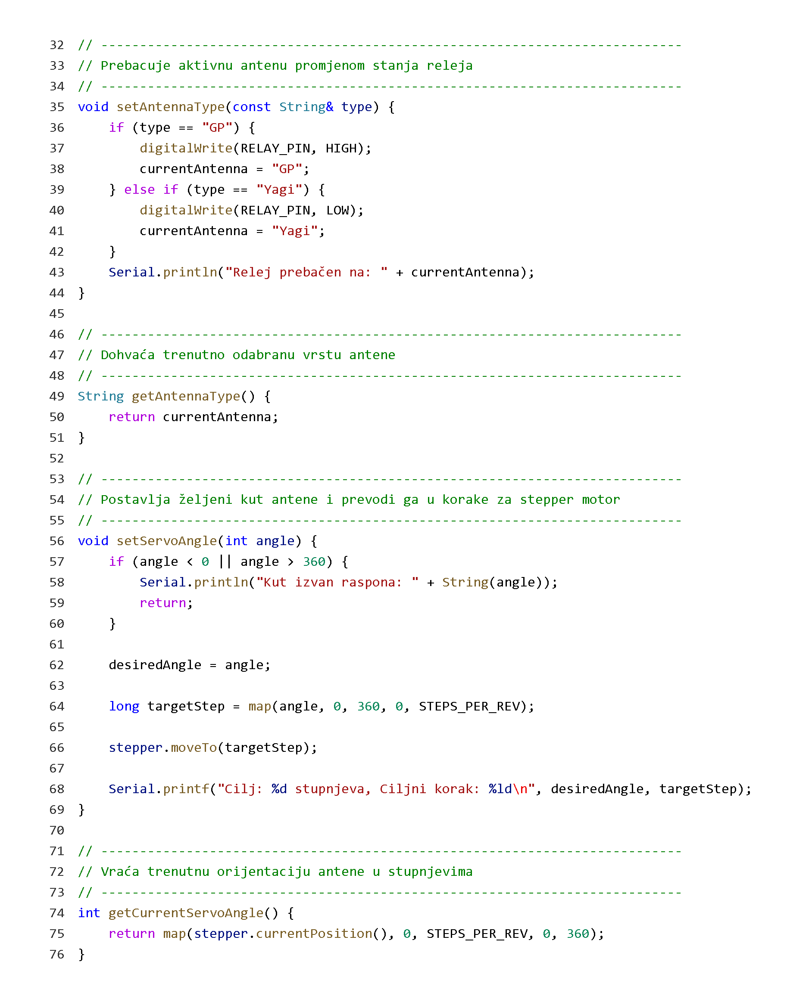 32 // ---------------------------------------------------------------------------
33 // Prebacuje aktivnu antenu promjenom stanja releja
34 // ---------------------------------------------------------------------------
35 void setAntennaType(const String& type) {
36     if (type == "GP") {
37         digitalWrite(RELAY_PIN, HIGH);
38         currentAntenna = "GP";
39     } else if (type == "Yagi") {
40         digitalWrite(RELAY_PIN, LOW);
41         currentAntenna = "Yagi";
42     }
43     Serial.println("Relej prebačen na: " + currentAntenna);
44 }
45
46 // ---------------------------------------------------------------------------
47 // Dohvaća trenutno odabranu vrstu antene
48 // ---------------------------------------------------------------------------
49 String getAntennaType() {
50     return currentAntenna;
51 }
52
53 // ---------------------------------------------------------------------------
54 // Postavlja željeni kut antene i prevodi ga u korake za stepper motor
55 // ---------------------------------------------------------------------------
56 void setServoAngle(int angle) {
57     if (angle < 0 || angle > 360) {
58         Serial.println("Kut izvan raspona: " + String(angle));
59         return;
60     }
61
62     desiredAngle = angle;
63
64     long targetStep = map(angle, 0, 360, 0, STEPS_PER_REV);
65
66     stepper.moveTo(targetStep);
67
68     Serial.printf("Cilj: %d stupnjeva, Ciljni korak: %ld\n", desiredAngle, targetStep);
69 }
70
71 // ---------------------------------------------------------------------------
72 // Vraća trenutnu orijentaciju antene u stupnjevima
73 // ---------------------------------------------------------------------------
74 int getCurrentServoAngle() {
75     return map(stepper.currentPosition(), 0, STEPS_PER_REV, 0, 360);
76 }